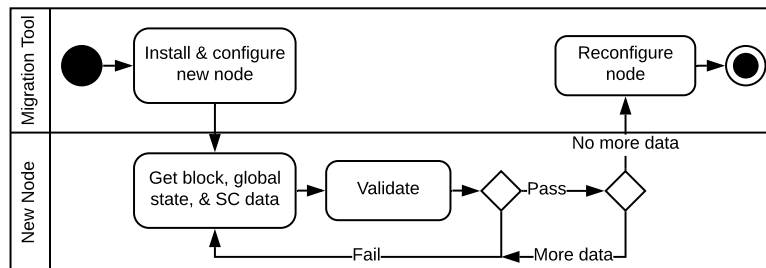 Migration Tool
Install & configure
new node
Reconfigure
node
No more data
New Node
Get block, global
state, & SC data
Validate
Pass
Fail
More data